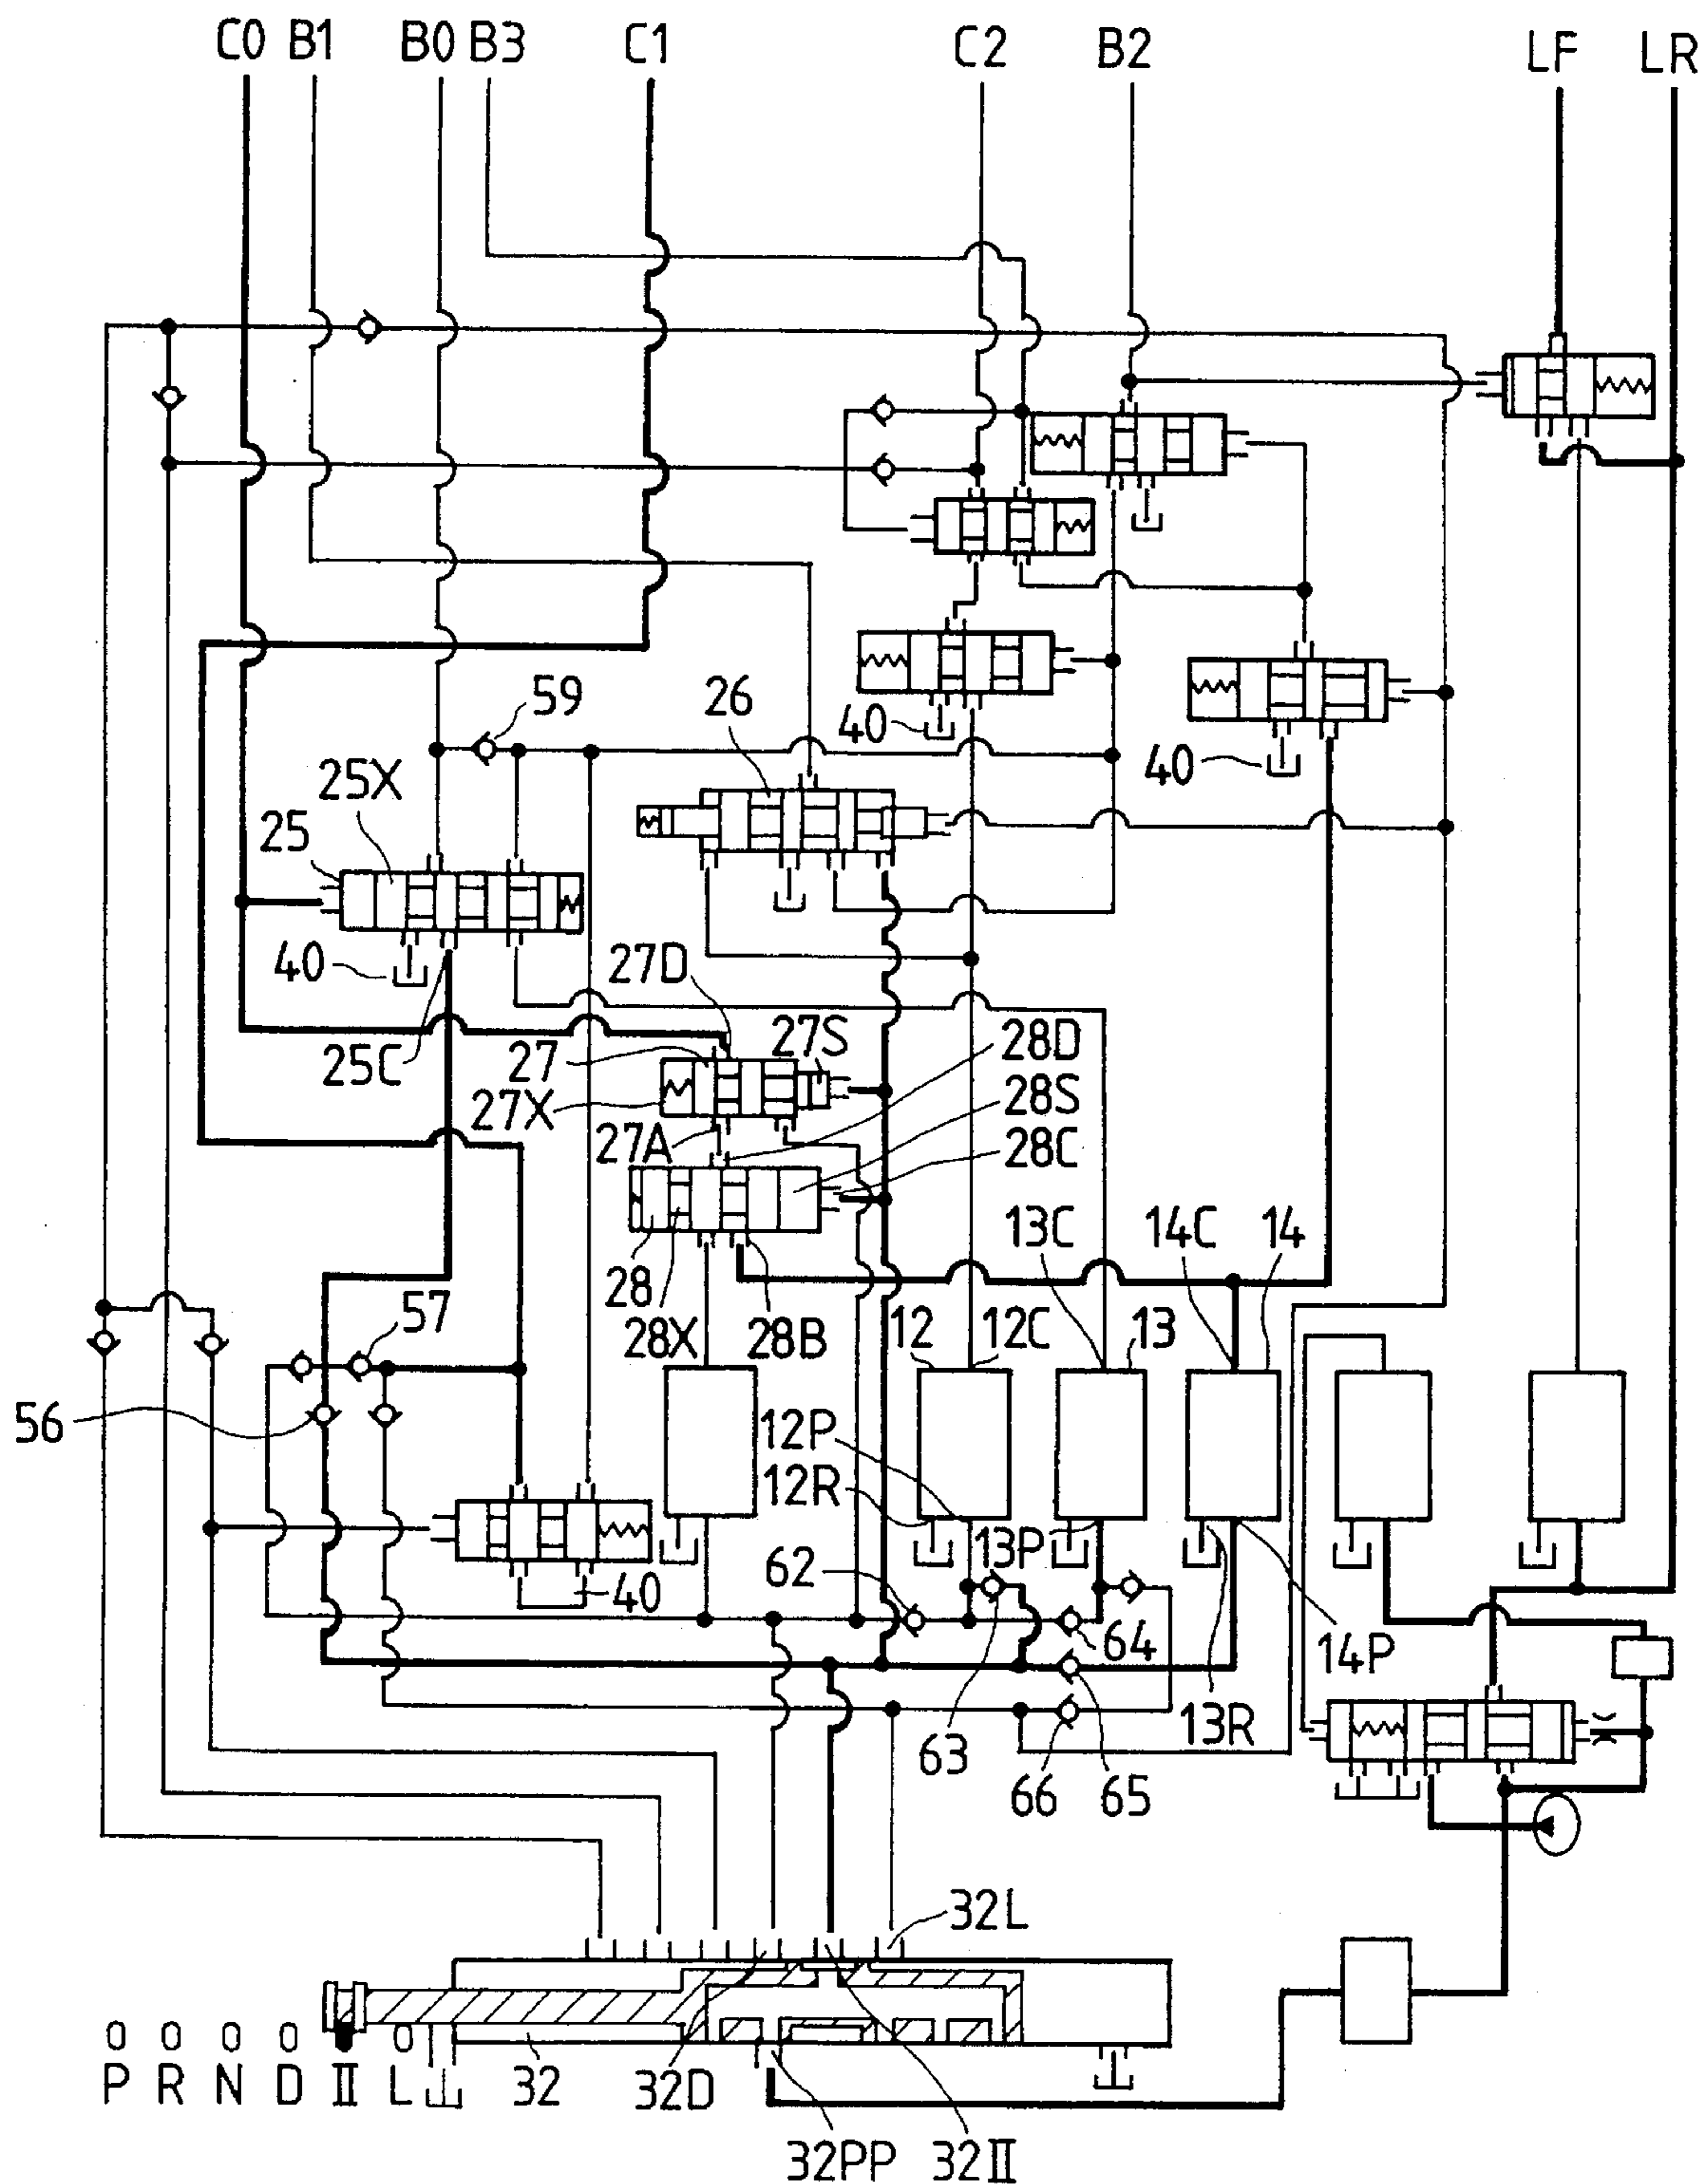 C0 B1 B0 B3 C1 C2 B2 LF LR
59
26
40
40
25X
25
40
27D
25C
27
27S
28D
27X
28S
27A
28C
13C
14C
14
57
28
28X
28B
12
12C
13
56
12P
12R
13P
40
62
64
14P
63
13R
66
65
32L
P R N D II L
32
32D
32PP
32II